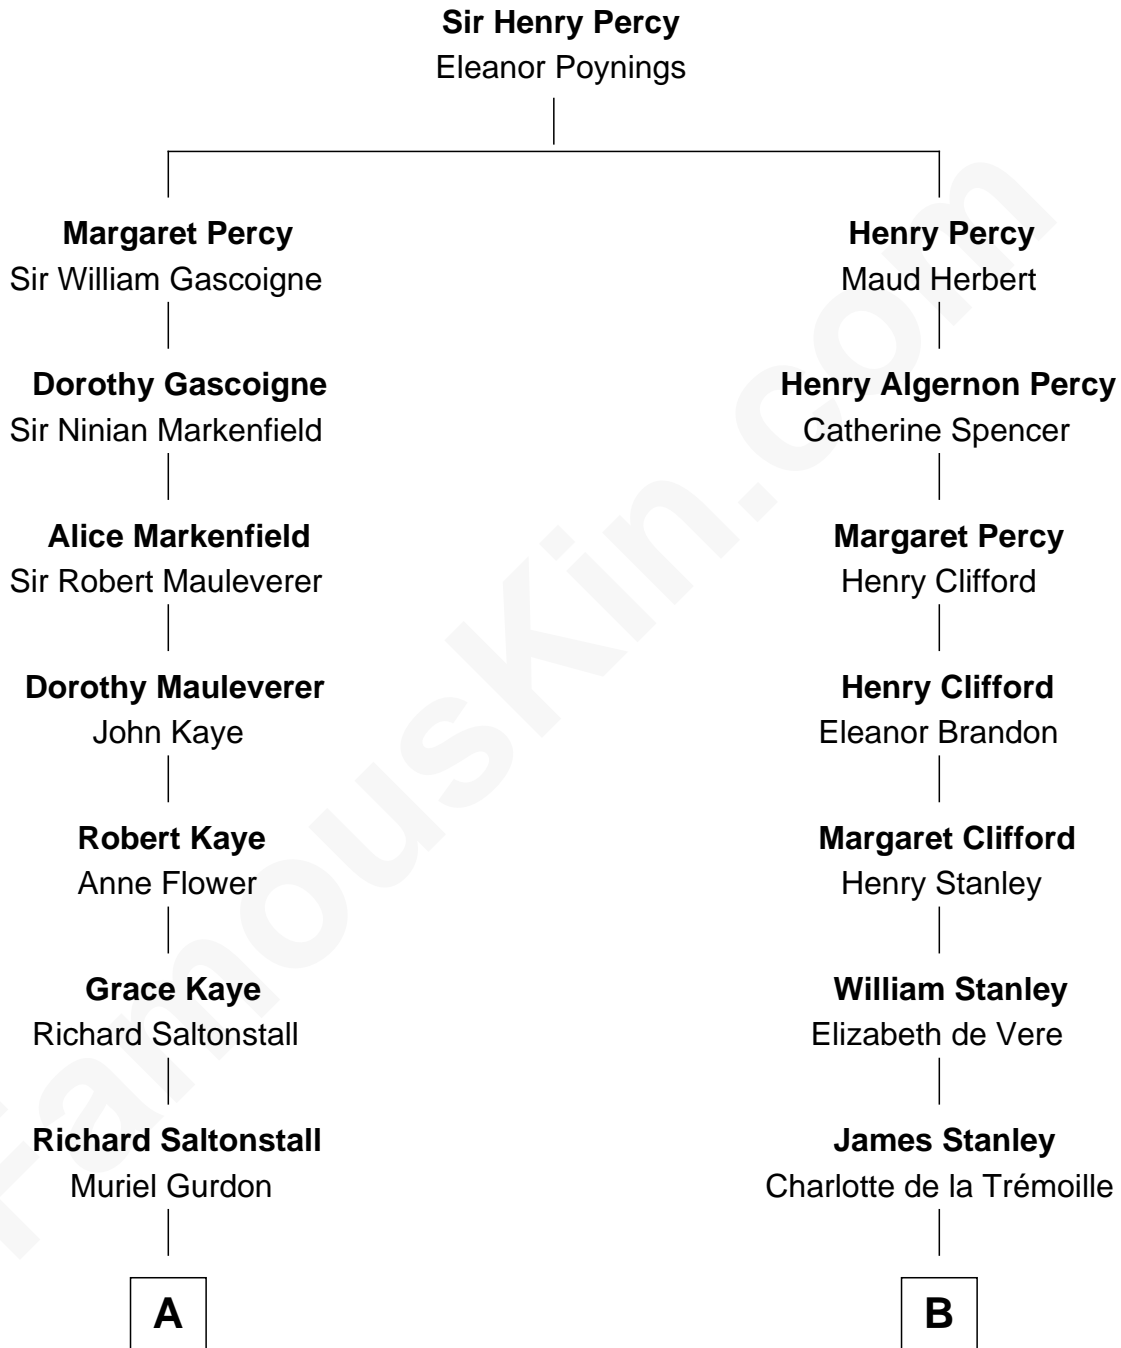 Sir Henry Percy
Eleanor Poynings
Margaret Percy
Sir William Gascoigne
Henry Percy
Maud Herbert
Dorothy Gascoigne
Sir Ninian Markenfield
Henry Algernon Percy
Catherine Spencer
Alice Markenfield
Sir Robert Mauleverer
Margaret Percy
Henry Clifford
Dorothy Mauleverer
John Kaye
Henry Clifford
Eleanor Brandon
Robert Kaye
Anne Flower
Margaret Clifford
Henry Stanley
Grace Kaye
Richard Saltonstall
William Stanley
Elizabeth de Vere
Richard Saltonstall
Muriel Gurdon
James Stanley
Charlotte de la Trémoille
A
B
FamousKin.com